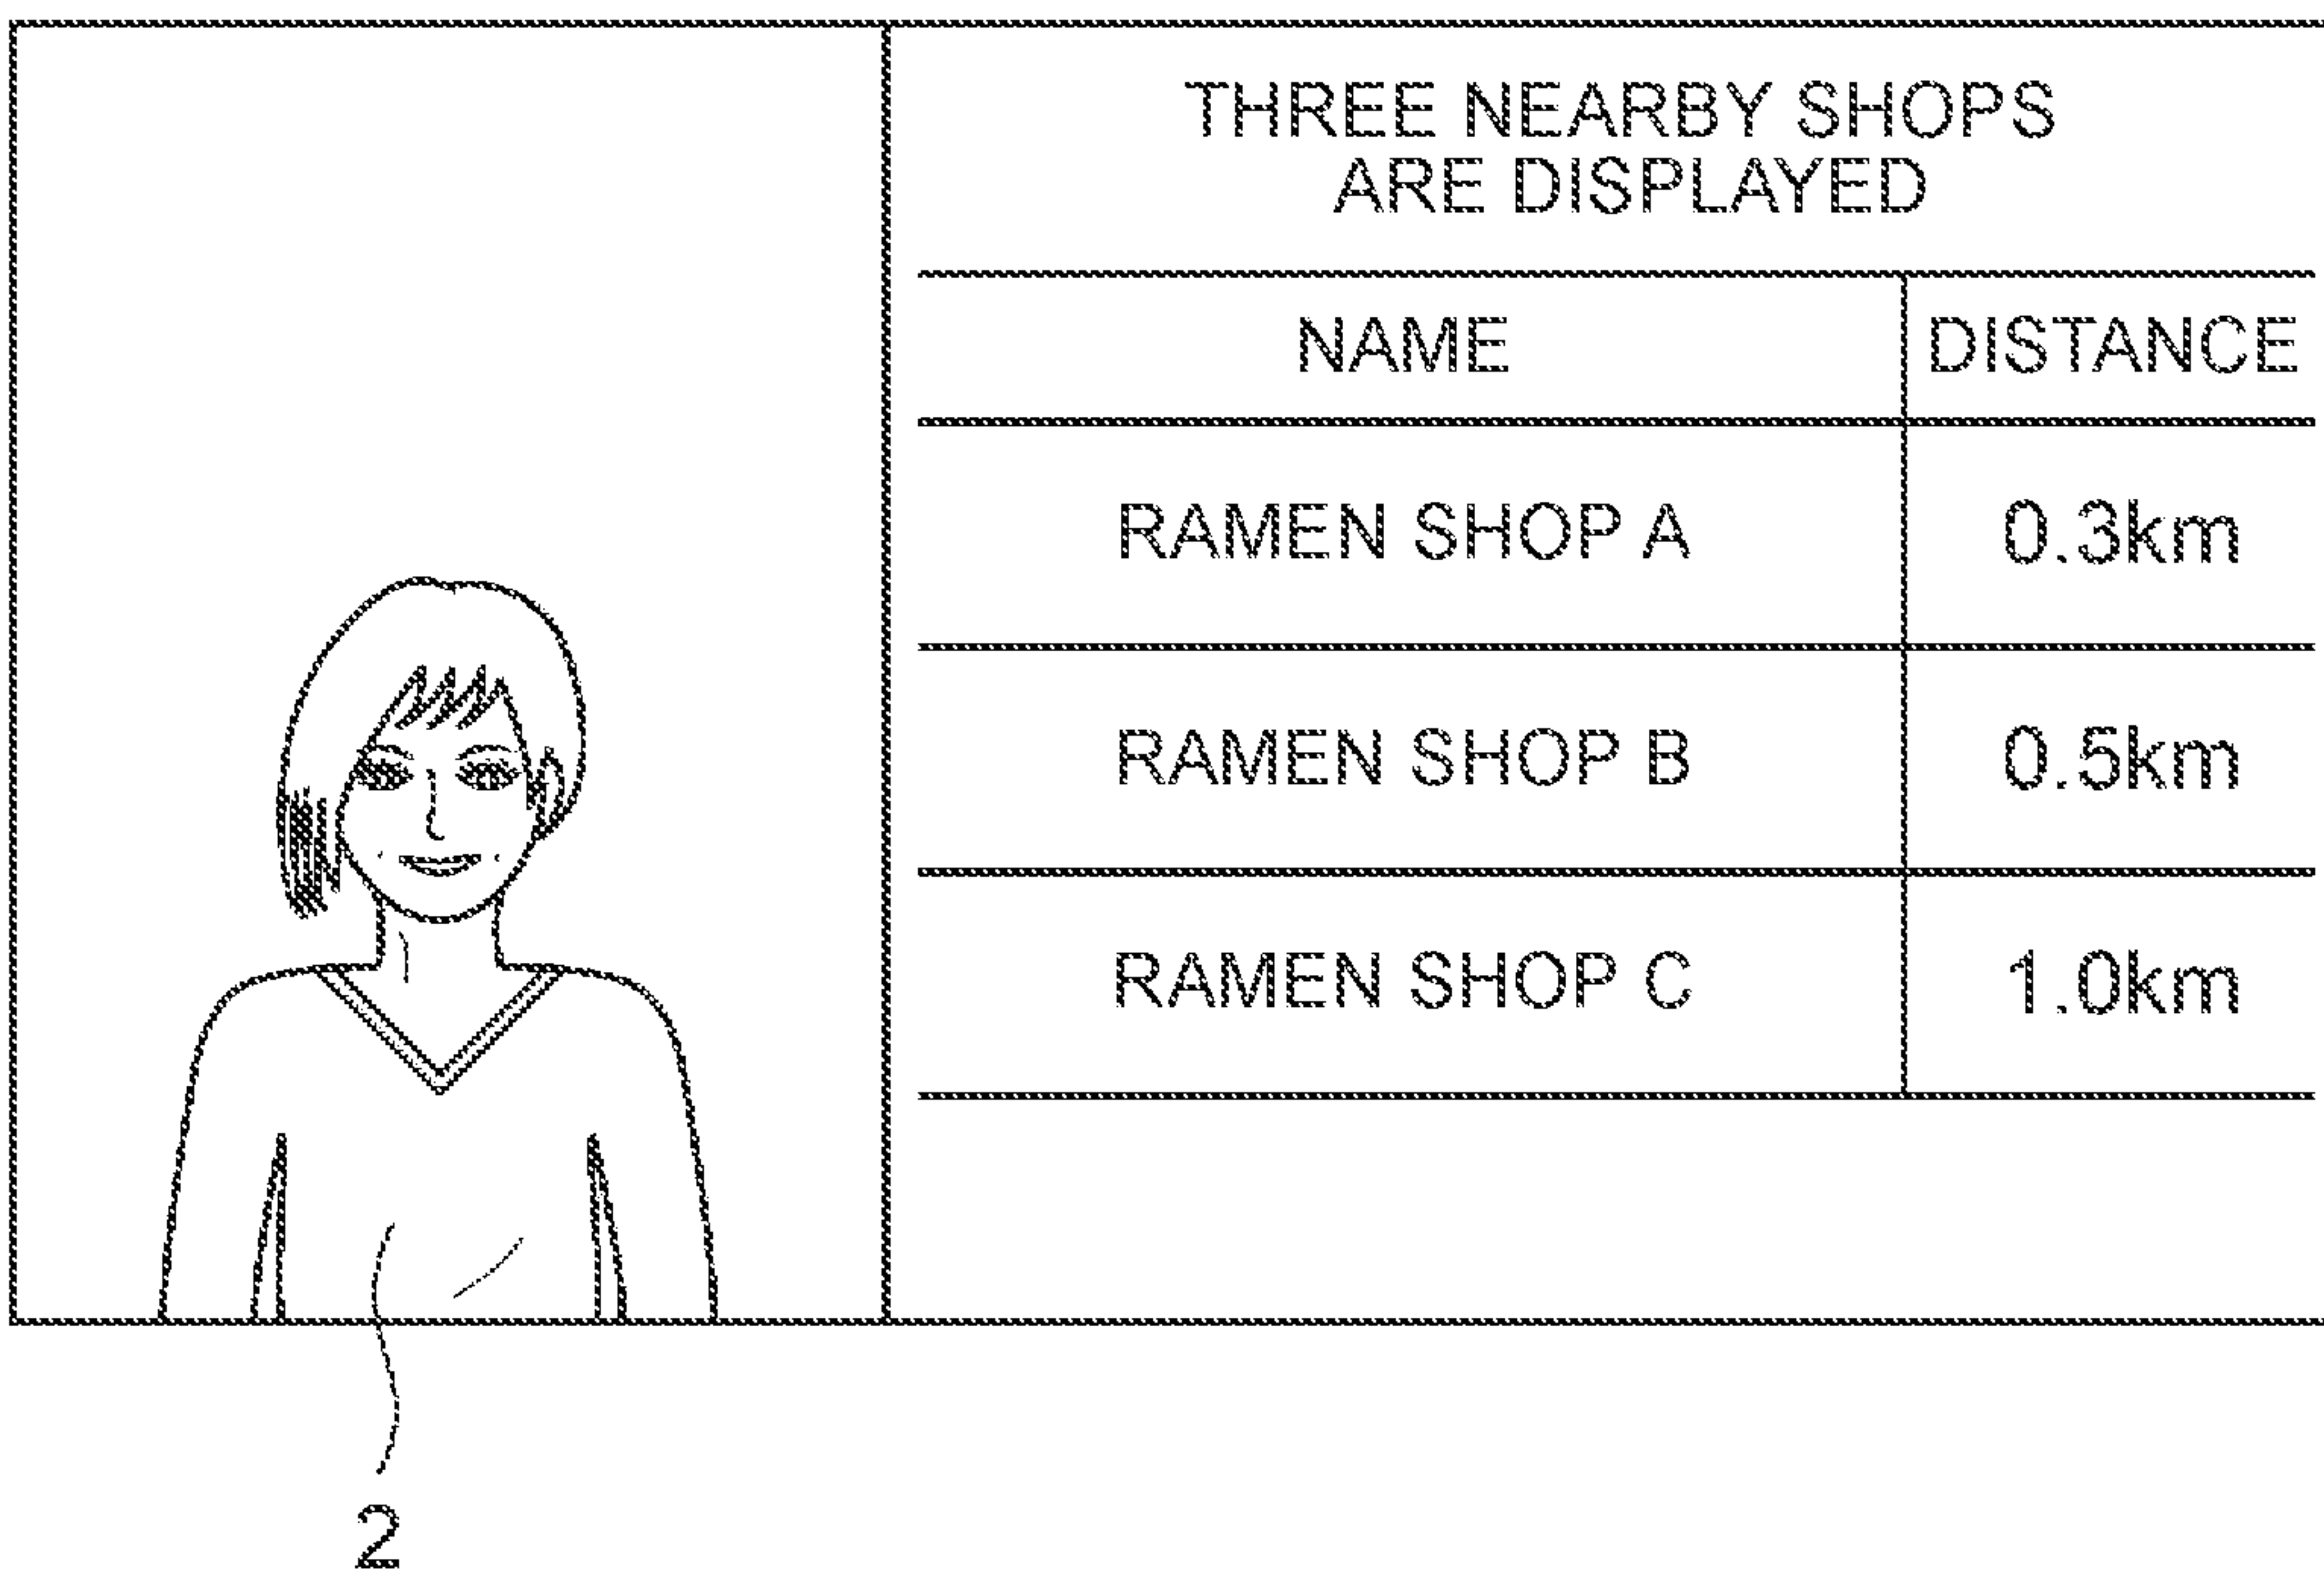 THREE NEARBY SHOPS
ARE DISPLAYED
NAME DISTANCE
RAMEN SHOP A 0.3km
RAMEN SHOP B 0.5km
RAMEN SHOP C 1.0km
2